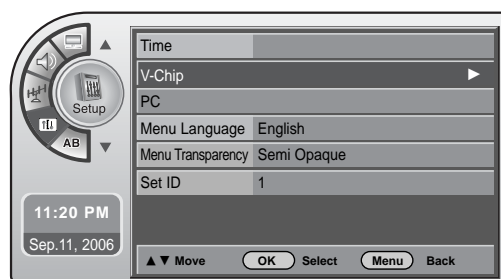 Setup
AB
11:20 PM
Sep.11, 2006
Time
V-Chip ▶
PC
Menu Language English
Menu Transparency Semi Opaque
Set ID 1
▲▼ Move OK Select Menu Back